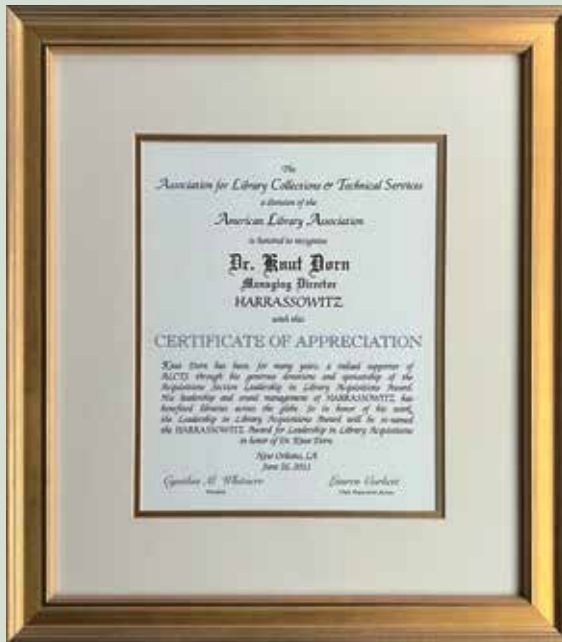 The
Association for Library Collections & Technical Services
a division of the
American Library Association
is honored to recognize
Dr. Knut Dorn
Managing Director
HARRASSOWITZ
with this
CERTIFICATE OF APPRECIATION
Knut Dorn has been, for many years, a valued supporter of
ALCTS through his generous donations and sponsorship of the
Acquisitions Section Leadership in Library Acquisitions Award.
His leadership and sound management of HARRASSOWITZ has
benefited libraries across the globe. So in honor of his work,
the Leadership in Library Acquisitions Award will be re-named
the HARRASSOWITZ Award for Leadership in Library Acquisitions
in honor of Dr. Knut Dorn.
New Orleans, LA
June 26, 2011
Cynthia M. Whitacre
President